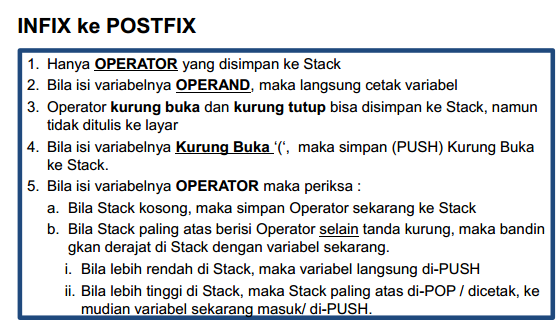 INFIX ke POSTFIX
1. Hanya OPERATOR yang disimpan ke Stack
2. Bila isi variabelnya OPERAND, maka langsung cetak variabel
3. Operator kurung buka dan kurung tutup bisa disimpan ke Stack, namun
tidak ditulis ke layar
4. Bila isi variabelnya Kurung Buka ‘(‘, maka simpan (PUSH) Kurung Buka
ke Stack.
5. Bila isi variabelnya OPERATOR maka periksa :
a. Bila Stack kosong, maka simpan Operator sekarang ke Stack
b. Bila Stack paling atas berisi Operator selain tanda kurung, maka bandin
gkan derajat di Stack dengan variabel sekarang.
i. Bila lebih rendah di Stack, maka variabel langsung di-PUSH
ii. Bila lebih tinggi di Stack, maka Stack paling atas di-POP / dicetak, ke
mudian variabel sekarang masuk/ di-PUSH.